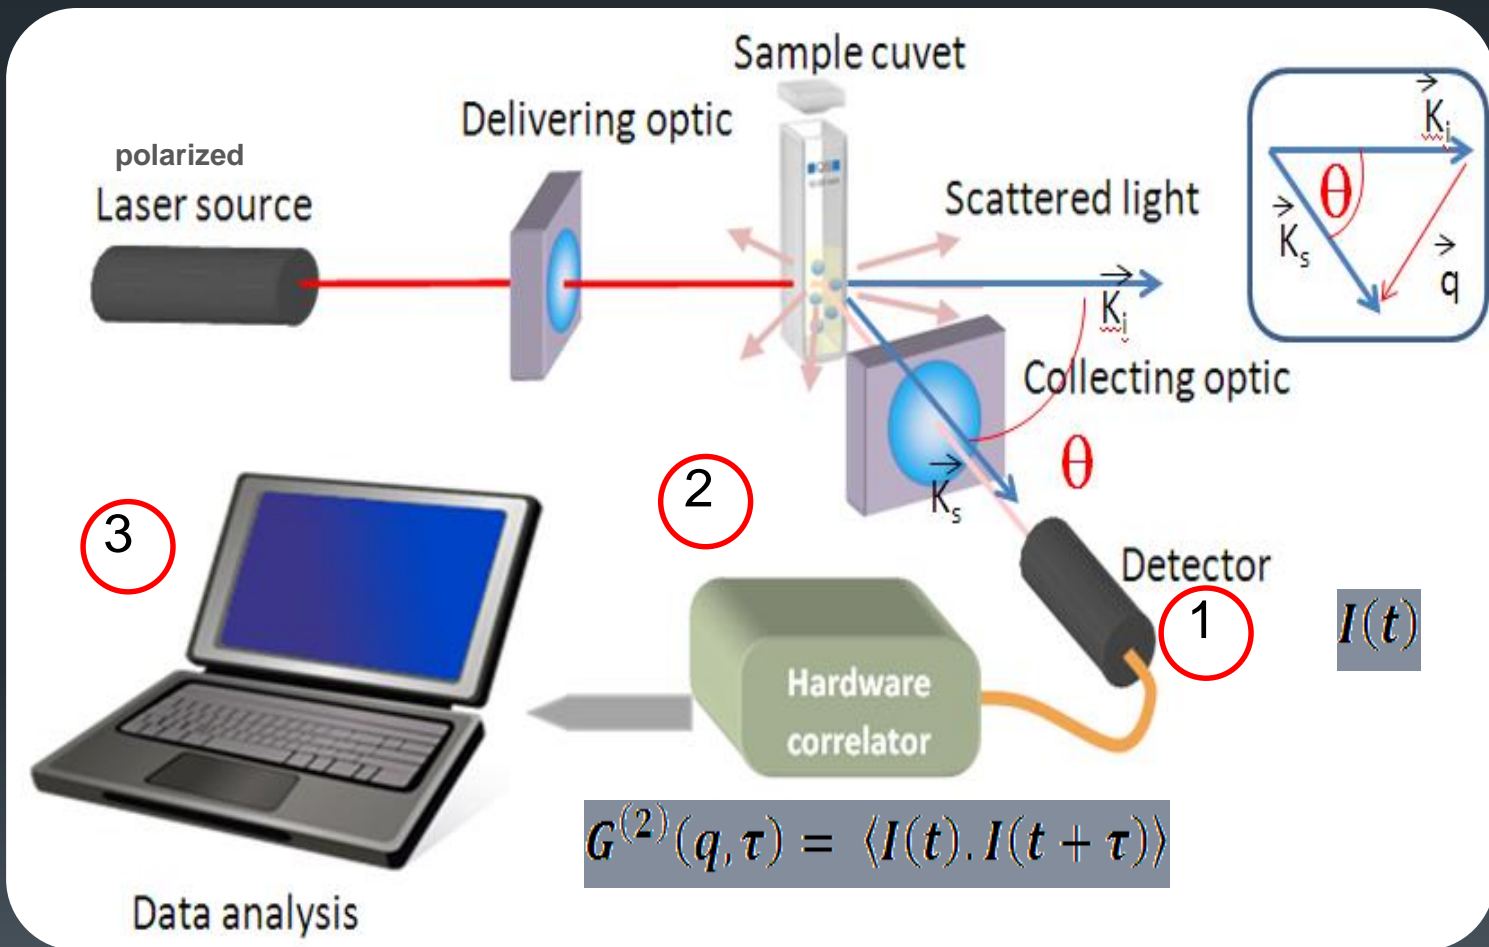 Sample cuvet
Delivering optic
polarized
Laser source
Scattered light
K⃗i
K⃗s
θ
q⃗
K⃗i
Collecting optic
θ
K⃗s
2
3
Detector
1
I(t)
Hardware
correlator
G⁽²⁾(q,τ) = ⟨I(t).I(t + τ)⟩
Data analysis